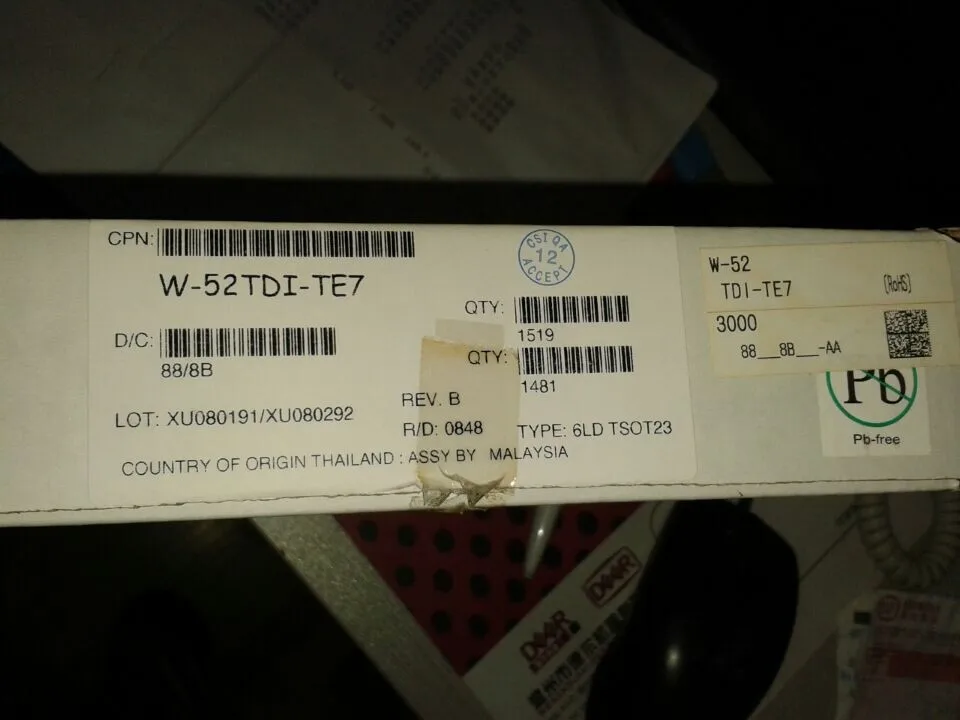 CPN:
W-52TDI-TE7
CSI QA
12
ACCEPT
QTY:
1519
D/C:
88/8B
QTY:
1481
REV. B
LOT: XU080191/XU080292
R/D: 0848
TYPE: 6LD TSOT23
COUNTRY OF ORIGIN THAILAND : ASSY BY MALAYSIA
W-52
TDI-TE7
(RoHS)
3000
88__8B__-AA
Pb
Pb-free